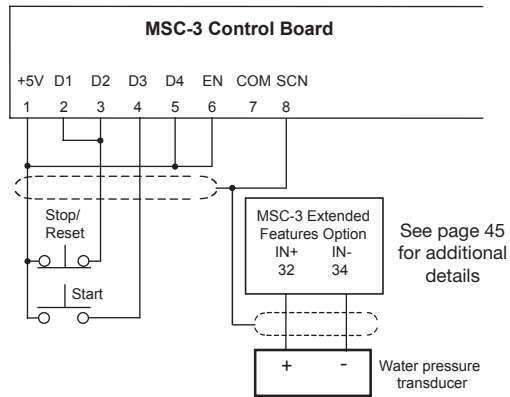 MSC-3 Control Board
+5V D1 D2 D3 D4 EN COM SCN
1 2 3 4 5 6 7 8
Stop/
Reset
Start
MSC-3 Extended
Features Option
IN+ IN-
32 34
See page 45
for additional
details
+ -
Water pressure
transducer